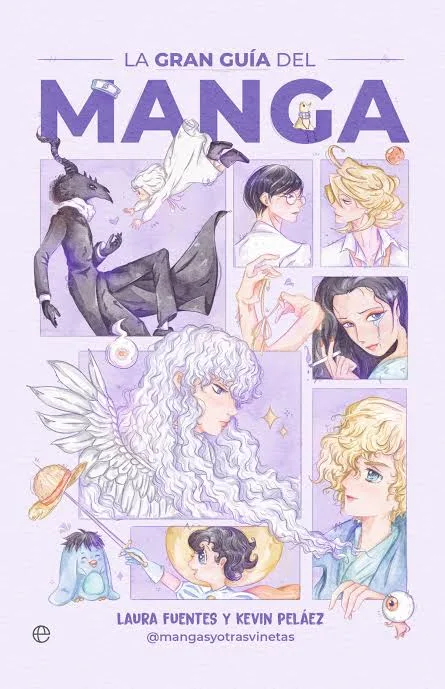 LA GRAN GUÍA DEL
MANGA
LAURA FUENTES Y KEVIN PELÁEZ
@mangasyotrasvinetas
e